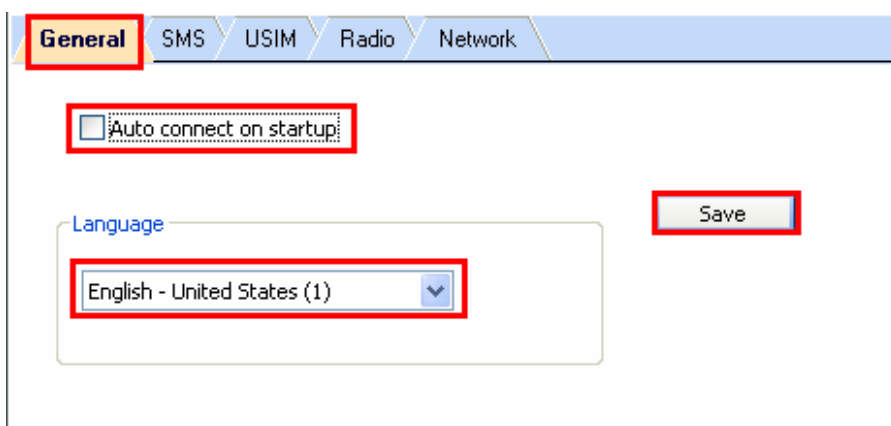 General SMS USIM Radio Network
Auto connect on startup
Save
Language
English - United States (1)